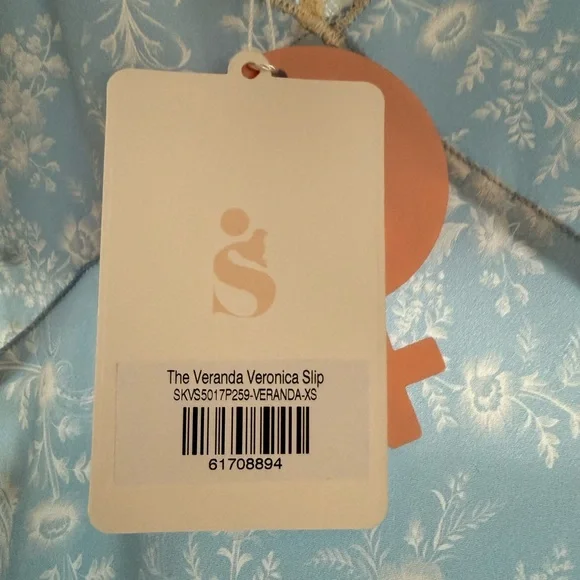 S
The Veranda Veronica Slip
SKVS5017P259-VERANDA-XS
61708894